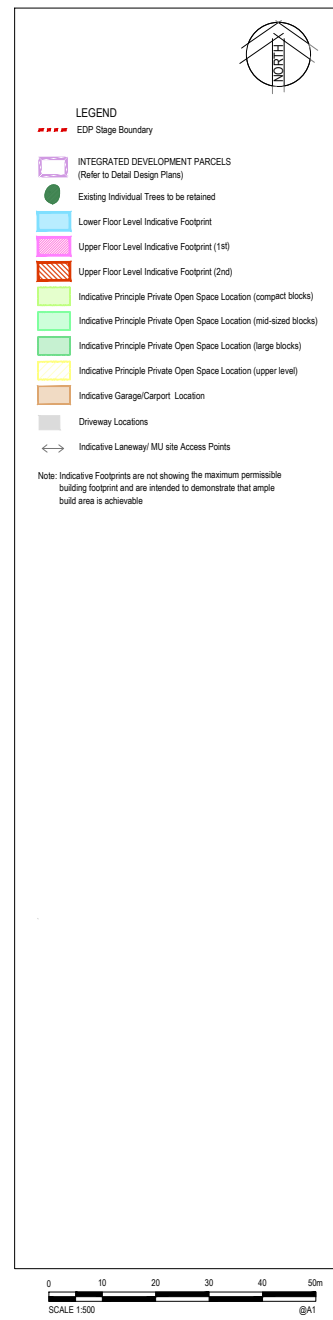 NORTH
LEGEND
EDP Stage Boundary
INTEGRATED DEVELOPMENT PARCELS
(Refer to Detail Design Plans)
Existing Individual Trees to be retained
Lower Floor Level Indicative Footprint
Upper Floor Level Indicative Footprint (1st)
Upper Floor Level Indicative Footprint (2nd)
Indicative Principle Private Open Space Location (compact blocks)
Indicative Principle Private Open Space Location (mid-sized blocks)
Indicative Principle Private Open Space Location (large blocks)
Indicative Principle Private Open Space Location (upper level)
Indicative Garage/Carport Location
Driveway Locations
Indicative Laneway/ MU site Access Points
Note: Indicative Footprints are not showing the maximum permissible
building footprint and are intended to demonstrate that ample
build area is achievable
0 10 20 30 40 50m
SCALE 1:500 @A1